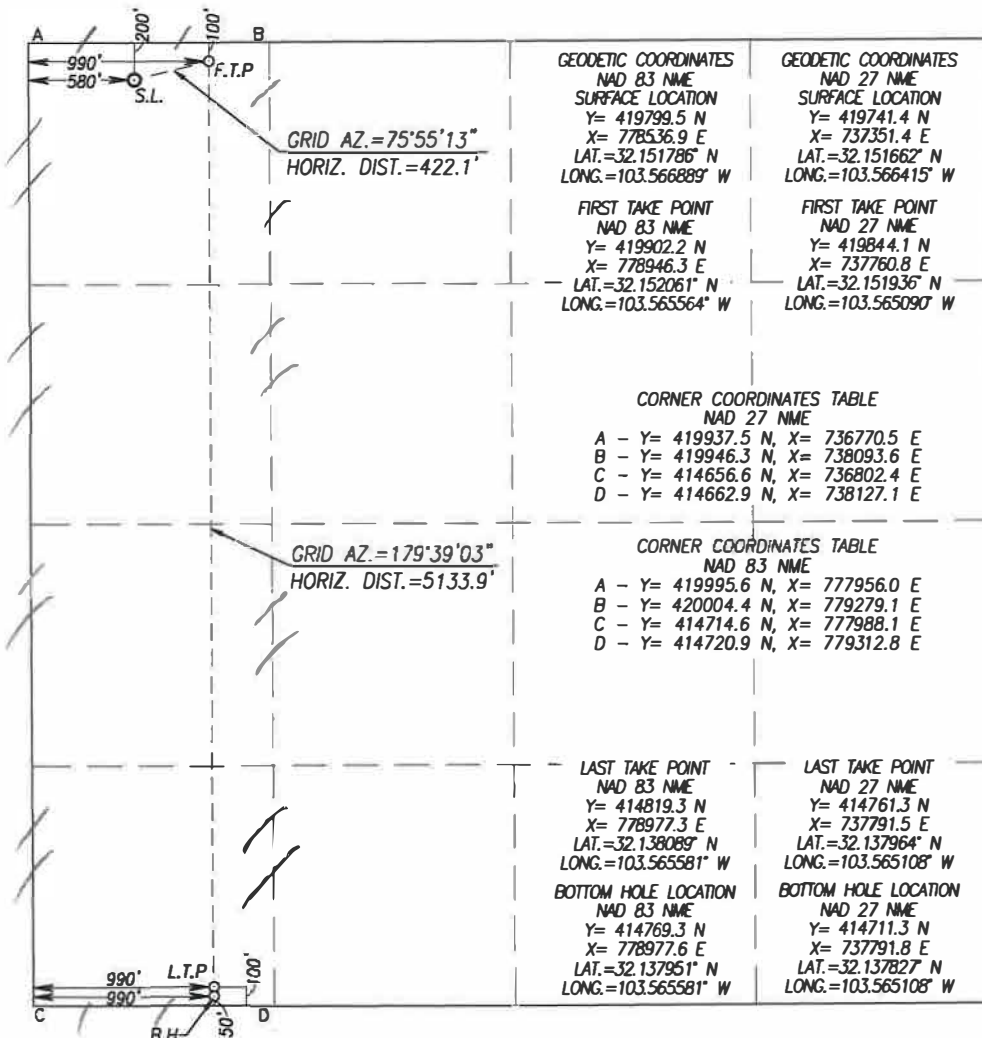 A
B
200'
100'
990'
580'
F.T.P
S.L.
GRID AZ.=75°55'13"
HORIZ. DIST.=422.1'
GEODETIC COORDINATES
NAD 83 NME
SURFACE LOCATION
Y= 419799.5 N
X= 778536.9 E
LAT.=32.151786° N
LONG.=103.566889° W
FIRST TAKE POINT
NAD 83 NME
Y= 419902.2 N
X= 778946.3 E
LAT.=32.152061° N
LONG.=103.565564° W
GEODETIC COORDINATES
NAD 27 NME
SURFACE LOCATION
Y= 419741.4 N
X= 737351.4 E
LAT.=32.151662° N
LONG.=103.566415° W
FIRST TAKE POINT
NAD 27 NME
Y= 419844.1 N
X= 737760.8 E
LAT.=32.151936° N
LONG.=103.565090° W
CORNER COORDINATES TABLE
NAD 27 NME
A - Y= 419937.5 N, X= 736770.5 E
B - Y= 419946.3 N, X= 738093.6 E
C - Y= 414656.6 N, X= 736802.4 E
D - Y= 414662.9 N, X= 738127.1 E
GRID AZ.=179°39'03"
HORIZ. DIST.=5133.9'
CORNER COORDINATES TABLE
NAD 83 NME
A - Y= 419995.6 N, X= 777956.0 E
B - Y= 420004.4 N, X= 779279.1 E
C - Y= 414714.6 N, X= 777988.1 E
D - Y= 414720.9 N, X= 779312.8 E
LAST TAKE POINT
NAD 83 NME
Y= 414819.3 N
X= 778977.3 E
LAT.=32.138089° N
LONG.=103.565581° W
BOTTOM HOLE LOCATION
NAD 83 NME
Y= 414769.3 N
X= 778977.6 E
LAT.=32.137951° N
LONG.=103.565581° W
LAST TAKE POINT
NAD 27 NME
Y= 414761.3 N
X= 737791.5 E
LAT.=32.137964° N
LONG.=103.565108° W
BOTTOM HOLE LOCATION
NAD 27 NME
Y= 414711.3 N
X= 737791.8 E
LAT.=32.137827° N
LONG.=103.565108° W
L.T.P
990'
990'
100'
50'
C
D
B.H.